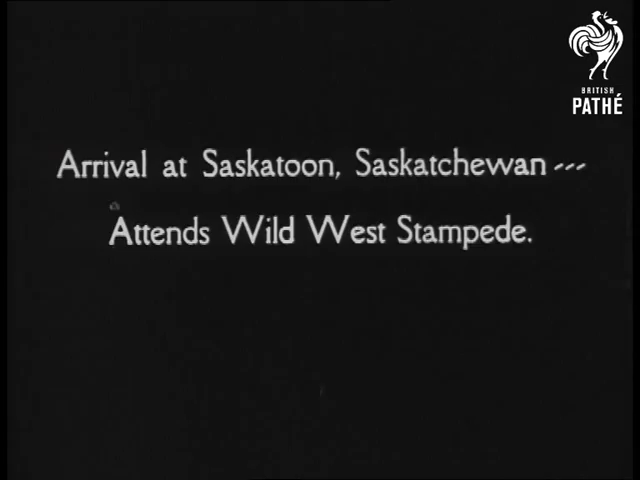 BRITISH
PATHÉ
Arrival at Saskatoon, Saskatchewan ---
Attends Wild West Stampede.